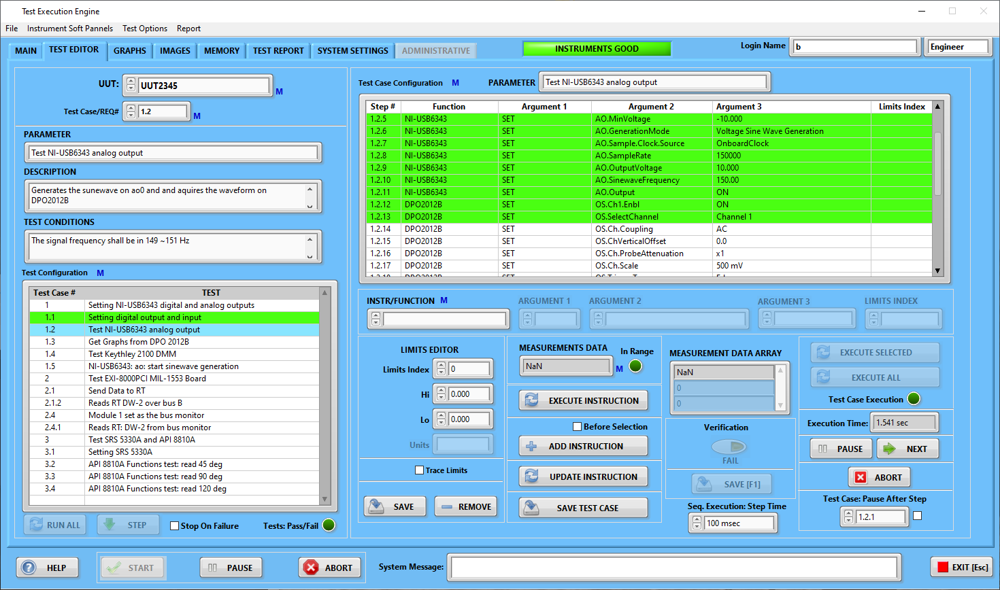 Test Execution Engine
File Instrument Soft Pannels Test Options Report
MAIN TEST EDITOR GRAPHS IMAGES MEMORY TEST REPORT SYSTEM SETTINGS ADMINISTRATIVE
INSTRUMENTS GOOD
Login Name b Engineer
UUT: UUT2345 M
Test Case/REQ# 1.2 M
PARAMETER
Test NI-USB6343 analog output
DESCRIPTION
Generates the sunewave on ao0 and and aquires the waveform on
DPO2012B
TEST CONDITIONS
The signal frequency shall be in 149 ~151 Hz
Test Configuration M
Test Case # TEST
1 Setting NI-USB6343 digital and analog outputs
1.1 Setting digital output and input
1.2 Test NI-USB6343 analog output
1.3 Get Graphs from DPO 2012B
1.4 Test Keythley 2100 DMM
1.5 NI-USB6343: ao: start sinewave generation
2 Test EXI-8000PCI MIL-1553 Board
2.1 Send Data to RT
2.1.2 Reads RT DW-2 over bus B
2.4 Module 1 set as the bus monitor
2.4.1 Reads RT: DW-2 from bus monitor
3 Test SRS 5330A and API 8810A
3.1 Setting SRS 5330A
3.2 API 8810A Functions test: read 45 deg
3.3 API 8810A Functions test: read 90 deg
3.4 API 8810A Functions test: read 120 deg
RUN ALL STEP Stop On Failure Tests: Pass/Fail
Test Case Configuration M PARAMETER Test NI-USB6343 analog output
Step # Function Argument 1 Argument 2 Argument 3 Limits Index
1.2.5 NI-USB6343 SET AO.MinVoltage -10.000
1.2.6 NI-USB6343 SET AO.GenerationMode Voltage Sine Wave Generation
1.2.7 NI-USB6343 SET AO.Sample.Clock.Source OnboardClock
1.2.8 NI-USB6343 SET AO.SampleRate 150000
1.2.9 NI-USB6343 SET AO.OutputVoltage 10.000
1.2.10 NI-USB6343 SET AO.SinewaveFrequency 150.00
1.2.11 NI-USB6343 SET AO.Output ON
1.2.12 DPO2012B SET OS.Ch1.Enbl ON
1.2.13 DPO2012B SET OS.SelectChannel Channel 1
1.2.14 DPO2012B SET OS.Ch.Coupling AC
1.2.15 DPO2012B SET OS.ChVerticalOffset 0.0
1.2.16 DPO2012B SET OS.Ch.ProbeAttenuation x1
1.2.17 DPO2012B SET OS.Ch.Scale 500 mV
INSTR/FUNCTION M ARGUMENT 1 ARGUMENT 2 ARGUMENT 3 LIMITS INDEX
LIMITS EDITOR
Limits Index 0
Hi 0.000
Lo 0.000
Units
Trace Limits
SAVE REMOVE
MEASUREMENTS DATA In Range
NaN M
EXECUTE INSTRUCTION
Before Selection
ADD INSTRUCTION
UPDATE INSTRUCTION
SAVE TEST CASE
MEASUREMENT DATA ARRAY
NaN
0
0
Verification
FAIL
SAVE [F1]
Seq. Execution: Step Time
100 msec
EXECUTE SELECTED
EXECUTE ALL
Test Case Execution
Execution Time: 1.541 sec
PAUSE NEXT
ABORT
Test Case: Pause After Step
1.2.1
HELP START PAUSE ABORT System Message: EXIT [Esc]